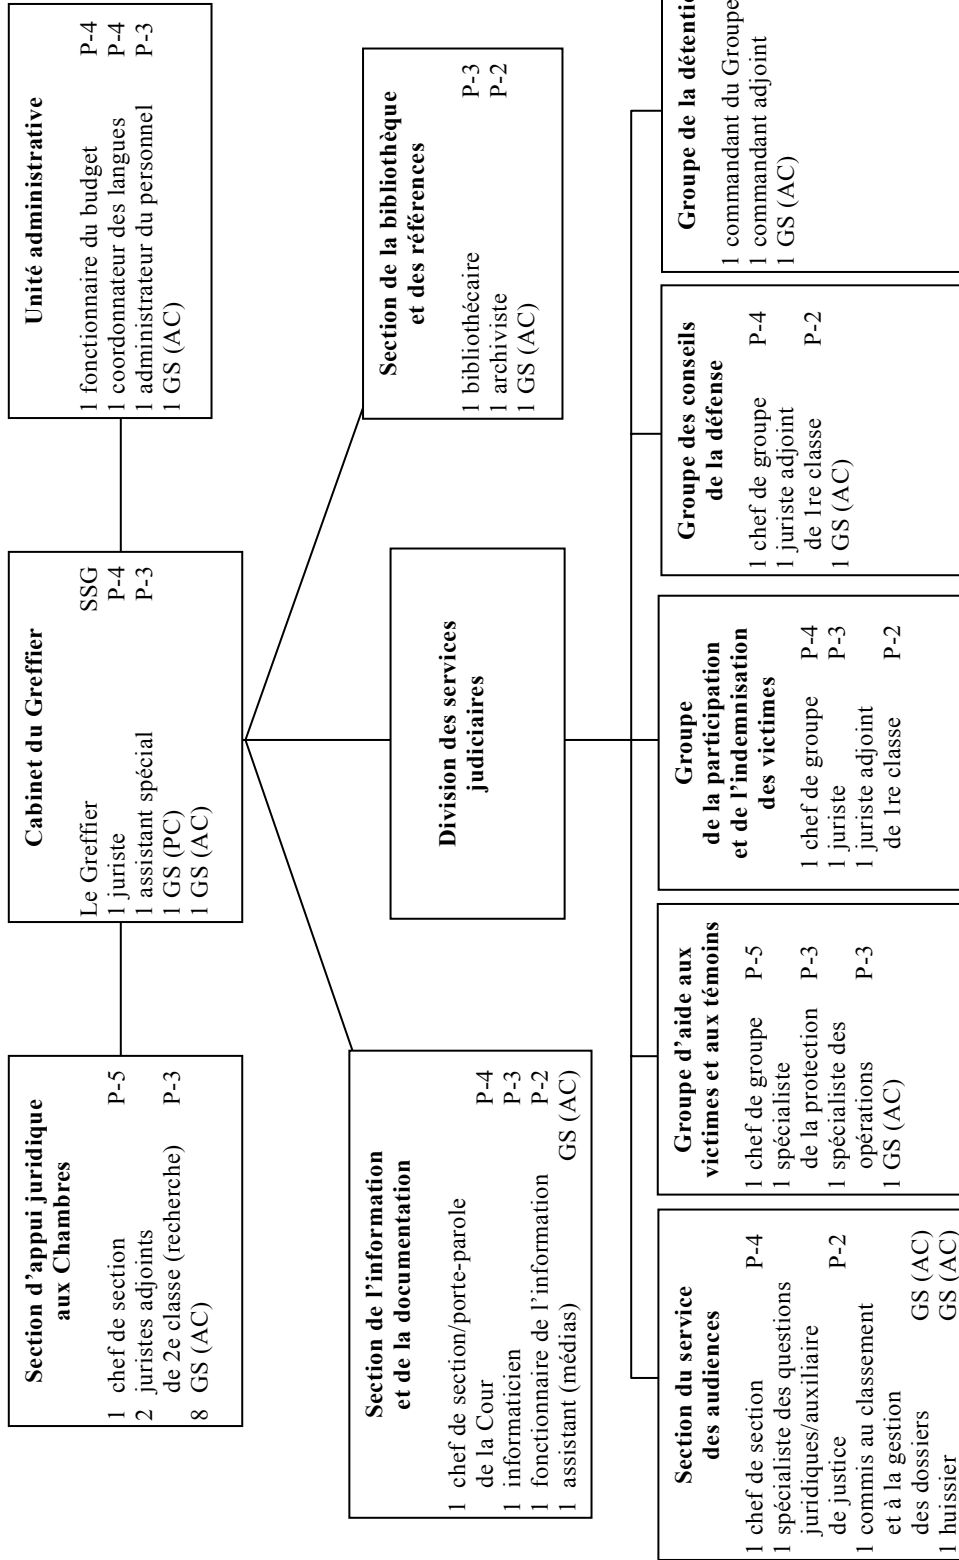 Section d'appui juridique
aux Chambres
1 chef de section P-5
2 juristes adjoints
de 2e classe (recherche) P-3
8 GS (AC)
Cabinet du Greffier
Le Greffier SSG
1 juriste P-4
1 assistant spécial P-3
1 GS (PC)
1 GS (AC)
Unité administrative
1 fonctionnaire du budget P-4
1 coordonnateur des langues P-4
1 administrateur du personnel P-3
1 GS (AC)
Section de l'information
et de la documentation
1 chef de section/porte-parole
de la Cour P-4
1 informaticien P-3
1 fonctionnaire de l'information P-2
1 assistant (médias) GS (AC)
Division des services
judiciaires
Section de la bibliothèque
et des références
1 bibliothécaire P-3
1 archiviste P-2
1 GS (AC)
Section du service
des audiences
1 chef de section P-4
1 spécialiste des questions
juridiques/auxiliaire
de justice P-2
1 commis au classement
et à la gestion
des dossiers GS (AC)
1 huissier GS (AC)
Groupe d'aide aux
victimes et aux témoins
1 chef de groupe P-5
1 spécialiste
de la protection P-3
1 spécialiste des
opérations P-3
1 GS (AC)
Groupe
de la participation
et de l'indemnisation
des victimes
1 chef de groupe P-4
1 juriste P-3
1 juriste adjoint
de 1re classe P-2
Groupe des conseils
de la défense
1 chef de groupe P-4
1 juriste adjoint
de 1re classe P-2
1 GS (AC)
Groupe de la détentio
1 commandant du Groupe
1 commandant adjoint
1 GS (AC)